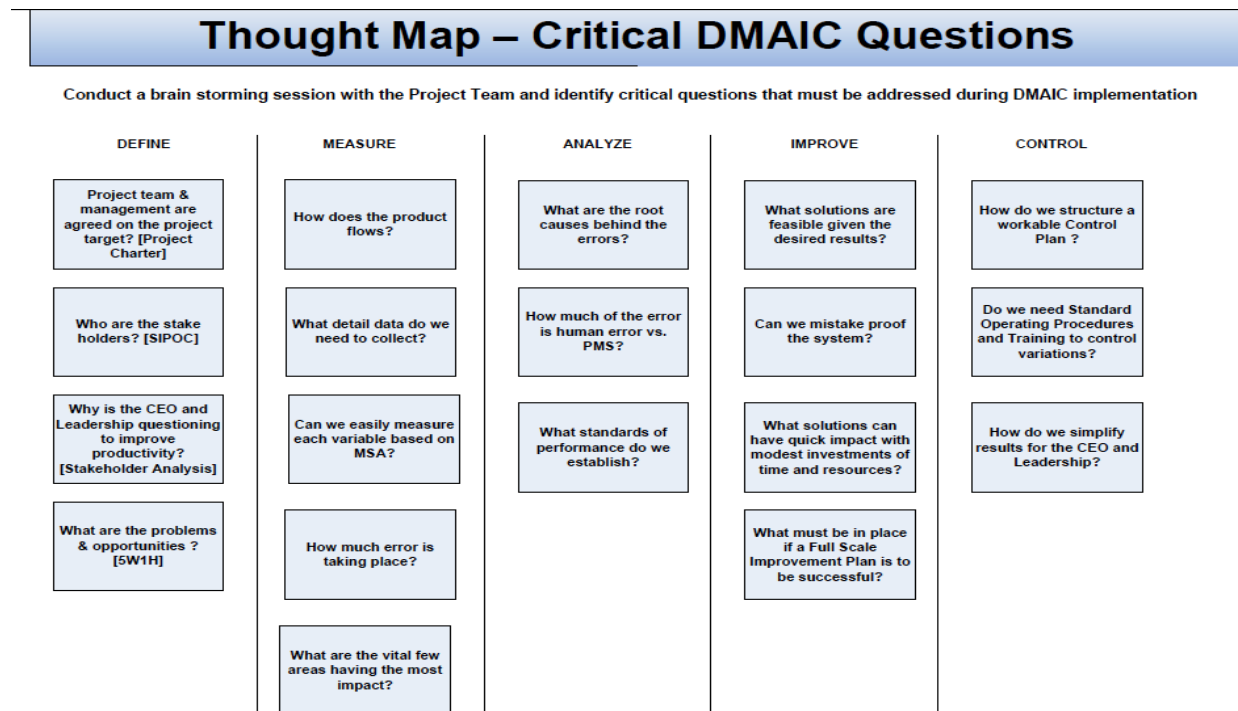 Thought Map – Critical DMAIC Questions
Conduct a brain storming session with the Project Team and identify critical questions that must be addressed during DMAIC implementation
DEFINE
Project team &
management are
agreed on the project
target? [Project
Charter]
Who are the stake
holders? [SIPOC]
Why is the CEO and
Leadership questioning
to improve
productivity?
[Stakeholder Analysis]
What are the problems
& opportunities ?
[5W1H]
MEASURE
How does the product
flows?
What detail data do we
need to collect?
Can we easily measure
each variable based on
MSA?
How much error is
taking place?
What are the vital few
areas having the most
impact?
ANALYZE
What are the root
causes behind the
errors?
How much of the error
is human error vs.
PMS?
What standards of
performance do we
establish?
IMPROVE
What solutions are
feasible given the
desired results?
Can we mistake proof
the system?
What solutions can
have quick impact with
modest investments of
time and resources?
What must be in place
if a Full Scale
Improvement Plan is to
be successful?
CONTROL
How do we structure a
workable Control
Plan ?
Do we need Standard
Operating Procedures
and Training to control
variations?
How do we simplify
results for the CEO and
Leadership?